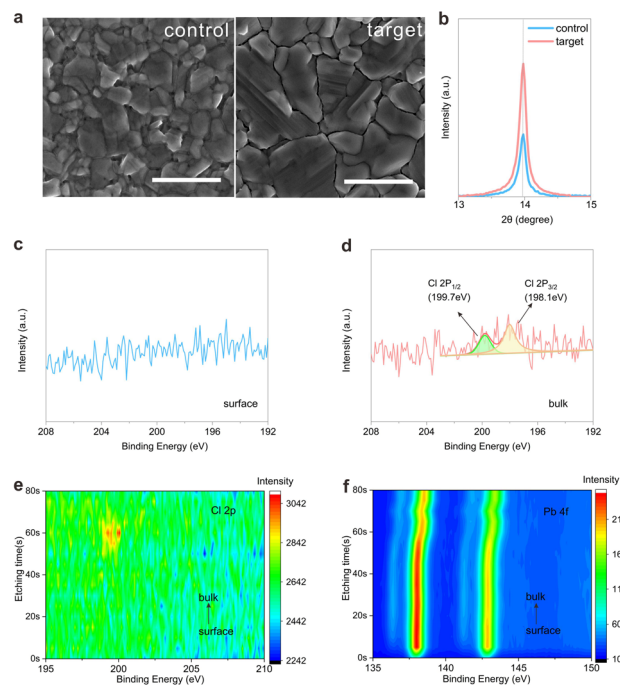 a
control
target
b
control
target
Intensity (a.u.)
13 14 15
2θ (degree)
c
Intensity (a.u.)
surface
208 204 200 196 192
Binding Energy (eV)
d
Cl 2P1/2
(199.7eV)
Cl 2P3/2
(198.1eV)
Intensity (a.u.)
bulk
208 204 200 196 192
Binding Energy (eV)
e
Intensity
80s
60s
40s
20s
0s
Etching time(s)
Cl 2p
bulk
surface
195 200 205 210
Binding Energy (eV)
3042
2942
2842
2742
2642
2542
2442
2342
2242
f
Intensity
80s
60s
40s
20s
0s
Etching time(s)
Pb 4f
bulk
surface
135 140 145 150
Binding Energy (eV)